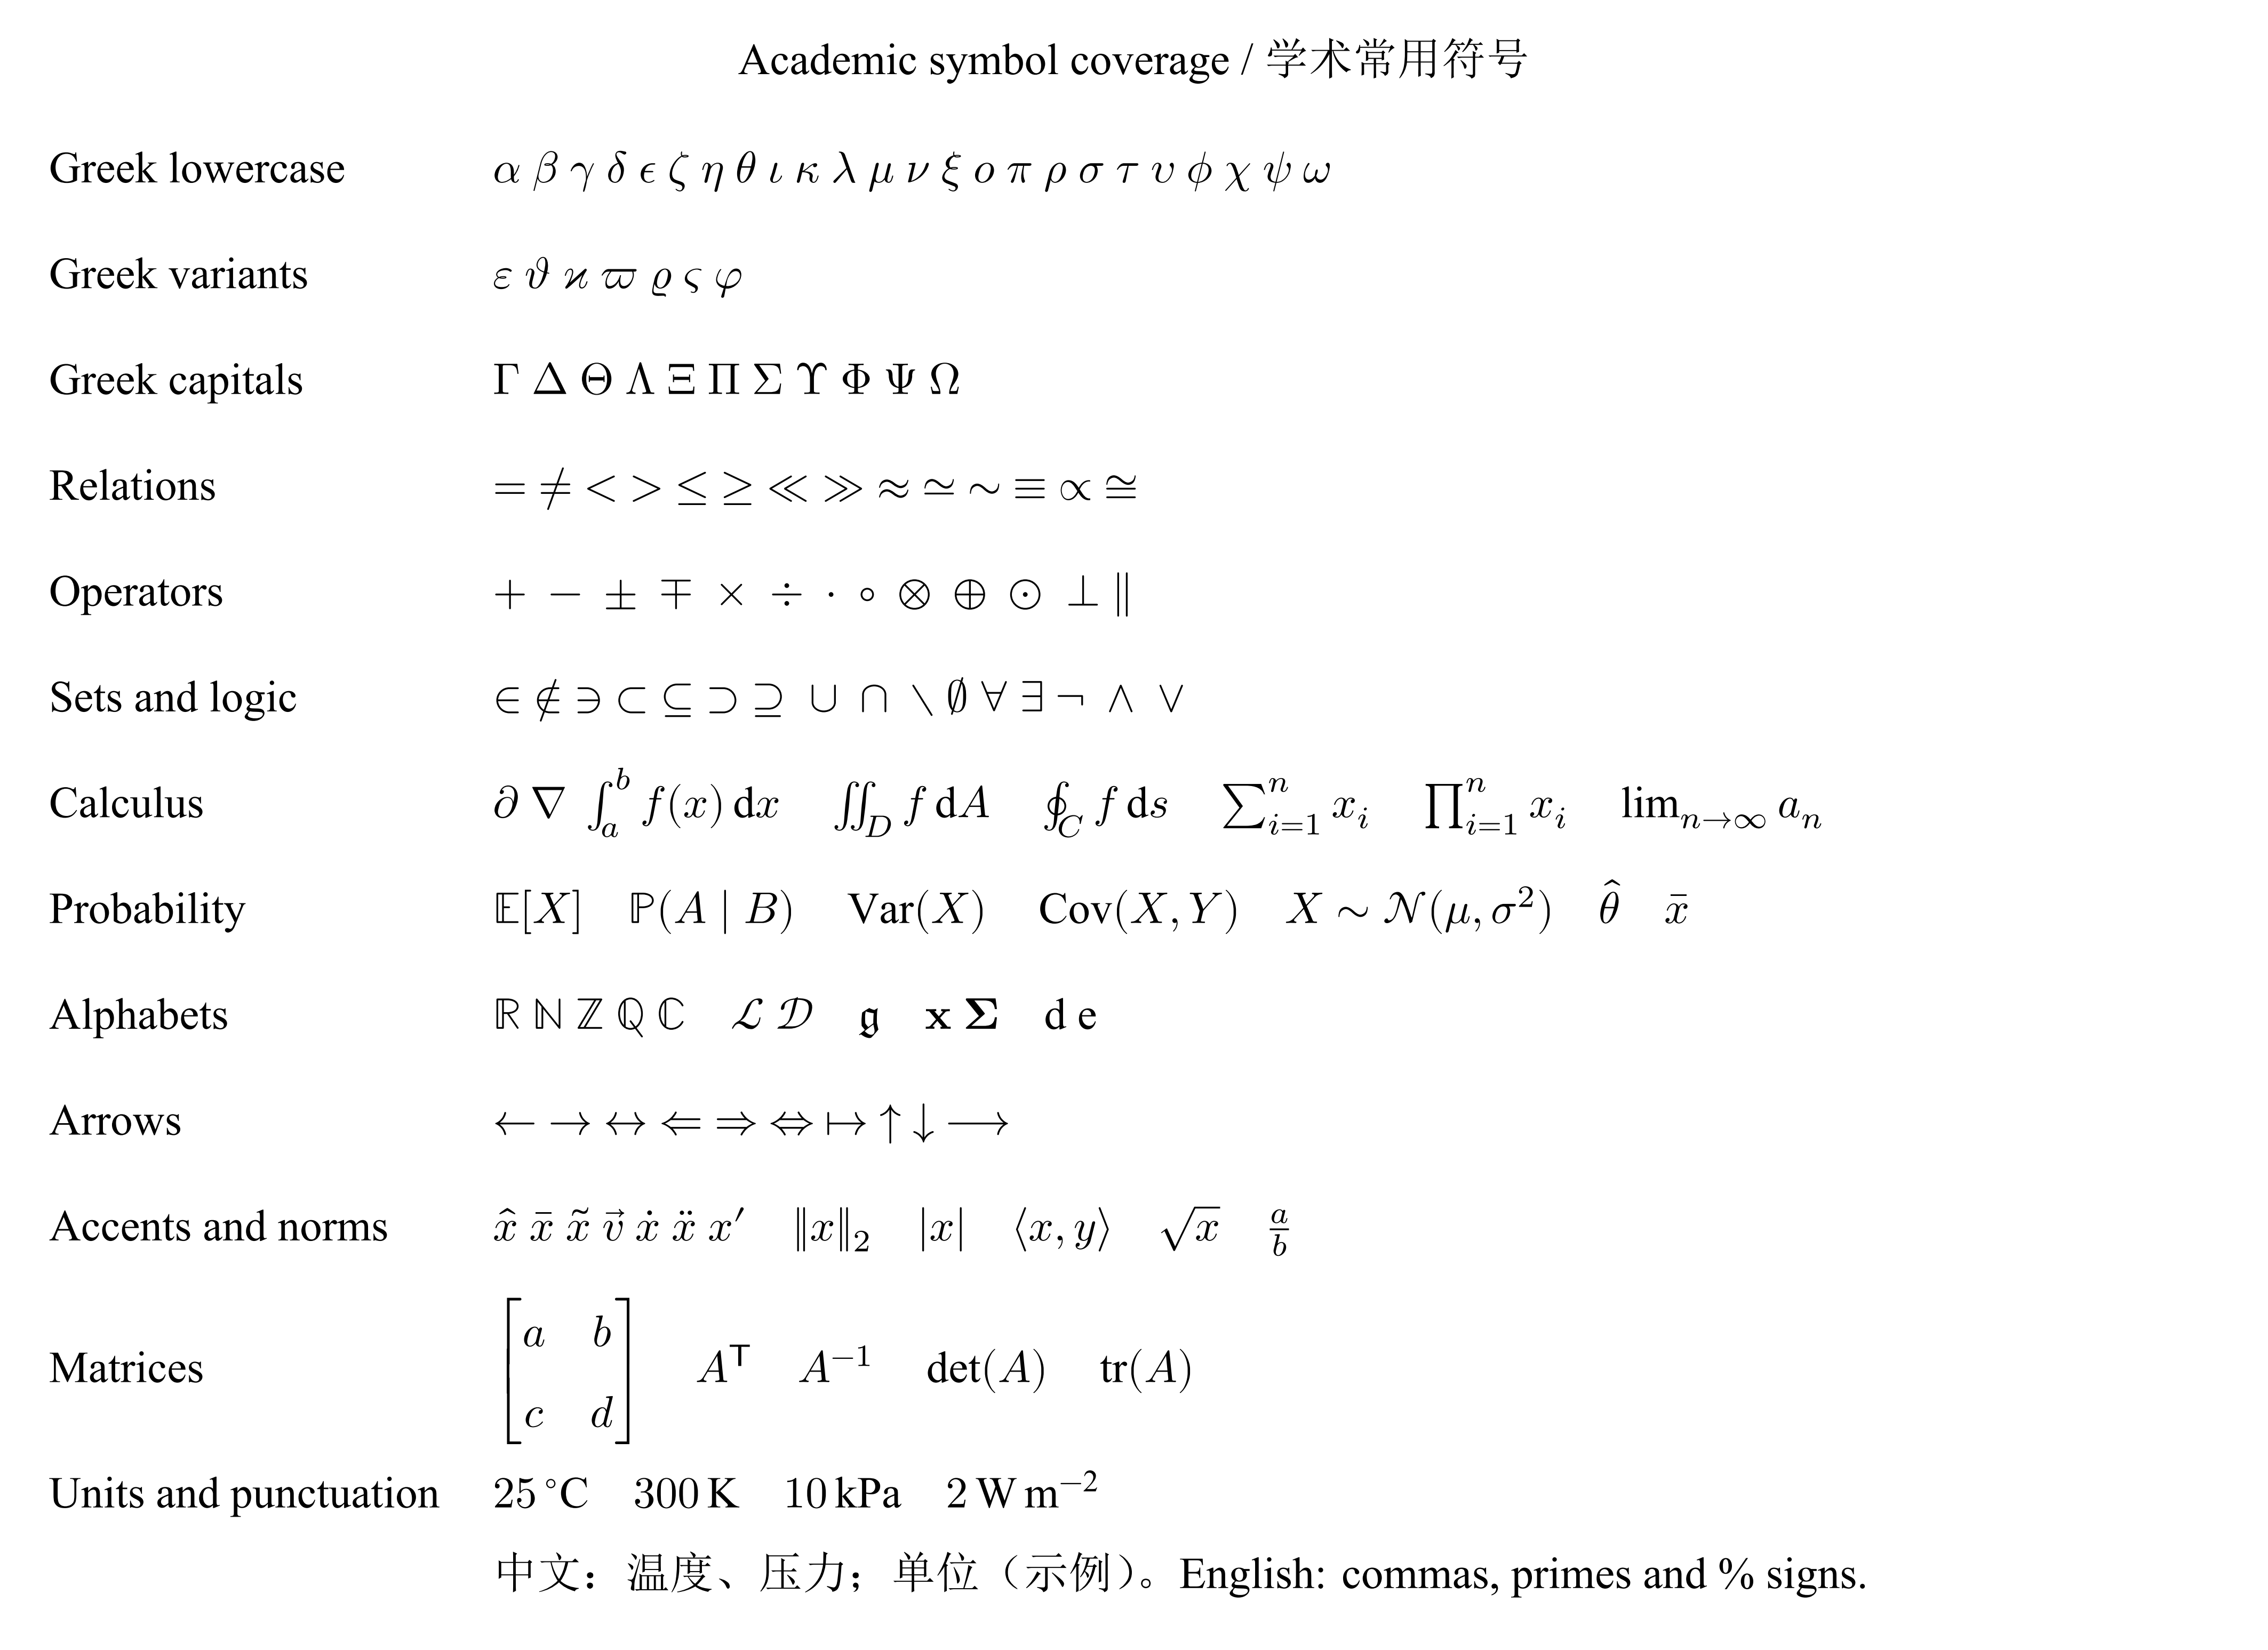 Academic symbol coverage / 学术常用符号
Greek lowercase α β γ δ ϵ ζ η θ ι κ λ μ ν ξ ο π ρ σ τ υ ϕ χ ψ ω
Greek variants ε ϑ ϰ ϖ ϱ ς φ
Greek capitals Γ Δ Θ Λ Ξ Π Σ ϒ Φ Ψ Ω
Relations = ≠ < > ≤ ≥ ≪ ≫ ≈ ≃ ∼ ≡ ∝ ≅
Operators + − ± ∓ × ÷ · ∘ ⊗ ⊕ ⊙ ⊥ ∥
Sets and logic ∈ ∉ ∋ ⊂ ⊆ ⊃ ⊇ ∪ ∩ \ ∅ ∀ ∃ ¬ ∧ ∨
Calculus ∂ ∇ ∫_a^b f(x) dx ∬_D f dA ∮_C f ds ∑_{i=1}^n x_i ∏_{i=1}^n x_i lim_{n→∞} a_n
Probability 𝔼[X] ℙ(A | B) Var(X) Cov(X, Y) X ∼ 𝒩(μ, σ²) θ̂ x̄
Alphabets ℝ ℕ ℤ ℚ ℂ ℒ 𝒟 𝔤 𝐱 𝚺 d e
Arrows ← → ↔ ⇐ ⇒ ⇔ ↦ ↑ ↓ ⟶
Accents and norms x̂ x̄ x̃ v⃗ ẋ ẍ x′ ‖x‖₂ |x| ⟨x, y⟩ √x a/b
Matrices [a b; c d] A^⊤ A⁻¹ det(A) tr(A)
Units and punctuation 25 °C 300 K 10 kPa 2 W m⁻²
中文：温度、压力；单位（示例）。English: commas, primes and % signs.